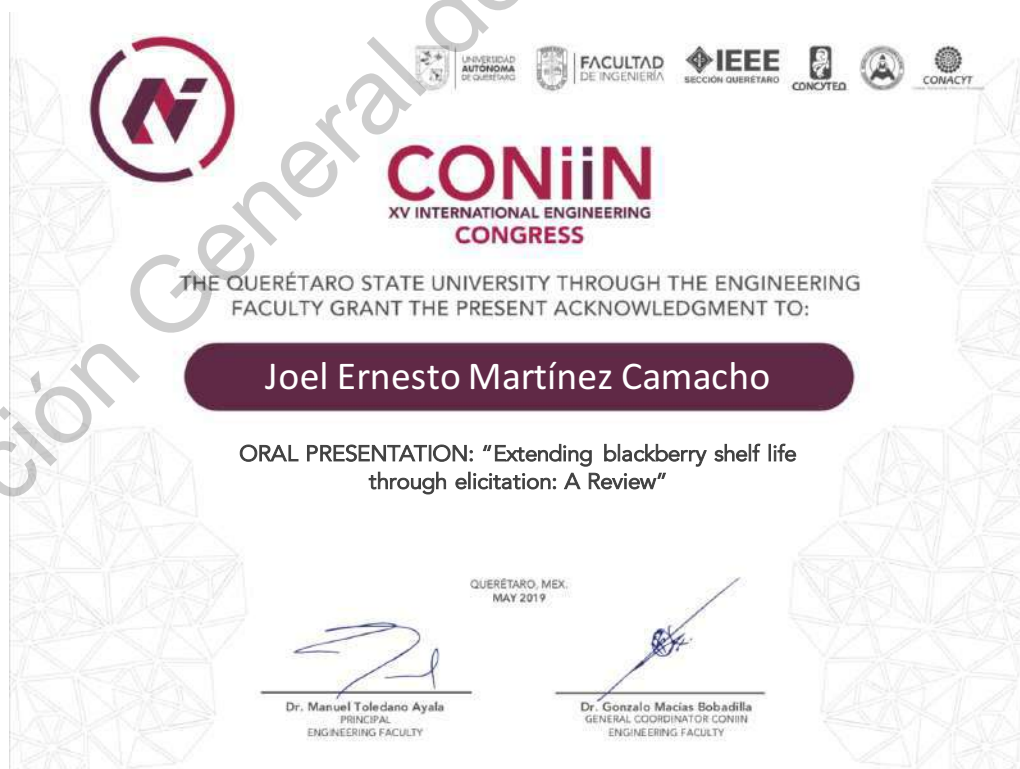 UNIVERSIDAD
AUTÓNOMA
DE QUERÉTARO
FACULTAD
DE INGENIERÍA
IEEE
SECCIÓN QUERÉTARO
CONCYTEQ
CONACYT
CONiiN
XV INTERNATIONAL ENGINEERING
CONGRESS
THE QUERÉTARO STATE UNIVERSITY THROUGH THE ENGINEERING
FACULTY GRANT THE PRESENT ACKNOWLEDGMENT TO:
Joel Ernesto Martínez Camacho
ORAL PRESENTATION: “Extending blackberry shelf life
through elicitation: A Review”
QUERÉTARO, MEX.
MAY 2019
Dr. Manuel Toledano Ayala
PRINCIPAL
ENGINEERING FACULTY
Dr. Gonzalo Macías Bobadilla
GENERAL COORDINATOR CONIIN
ENGINEERING FACULTY
ción General de